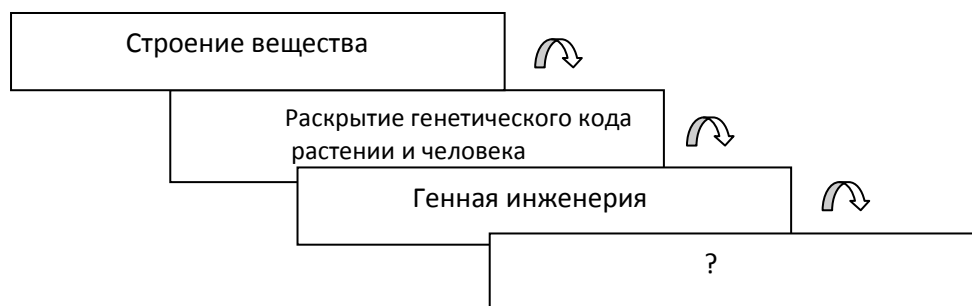 Строение вещества
Раскрытие генетического кода
растении и человека
Генная инженерия
?